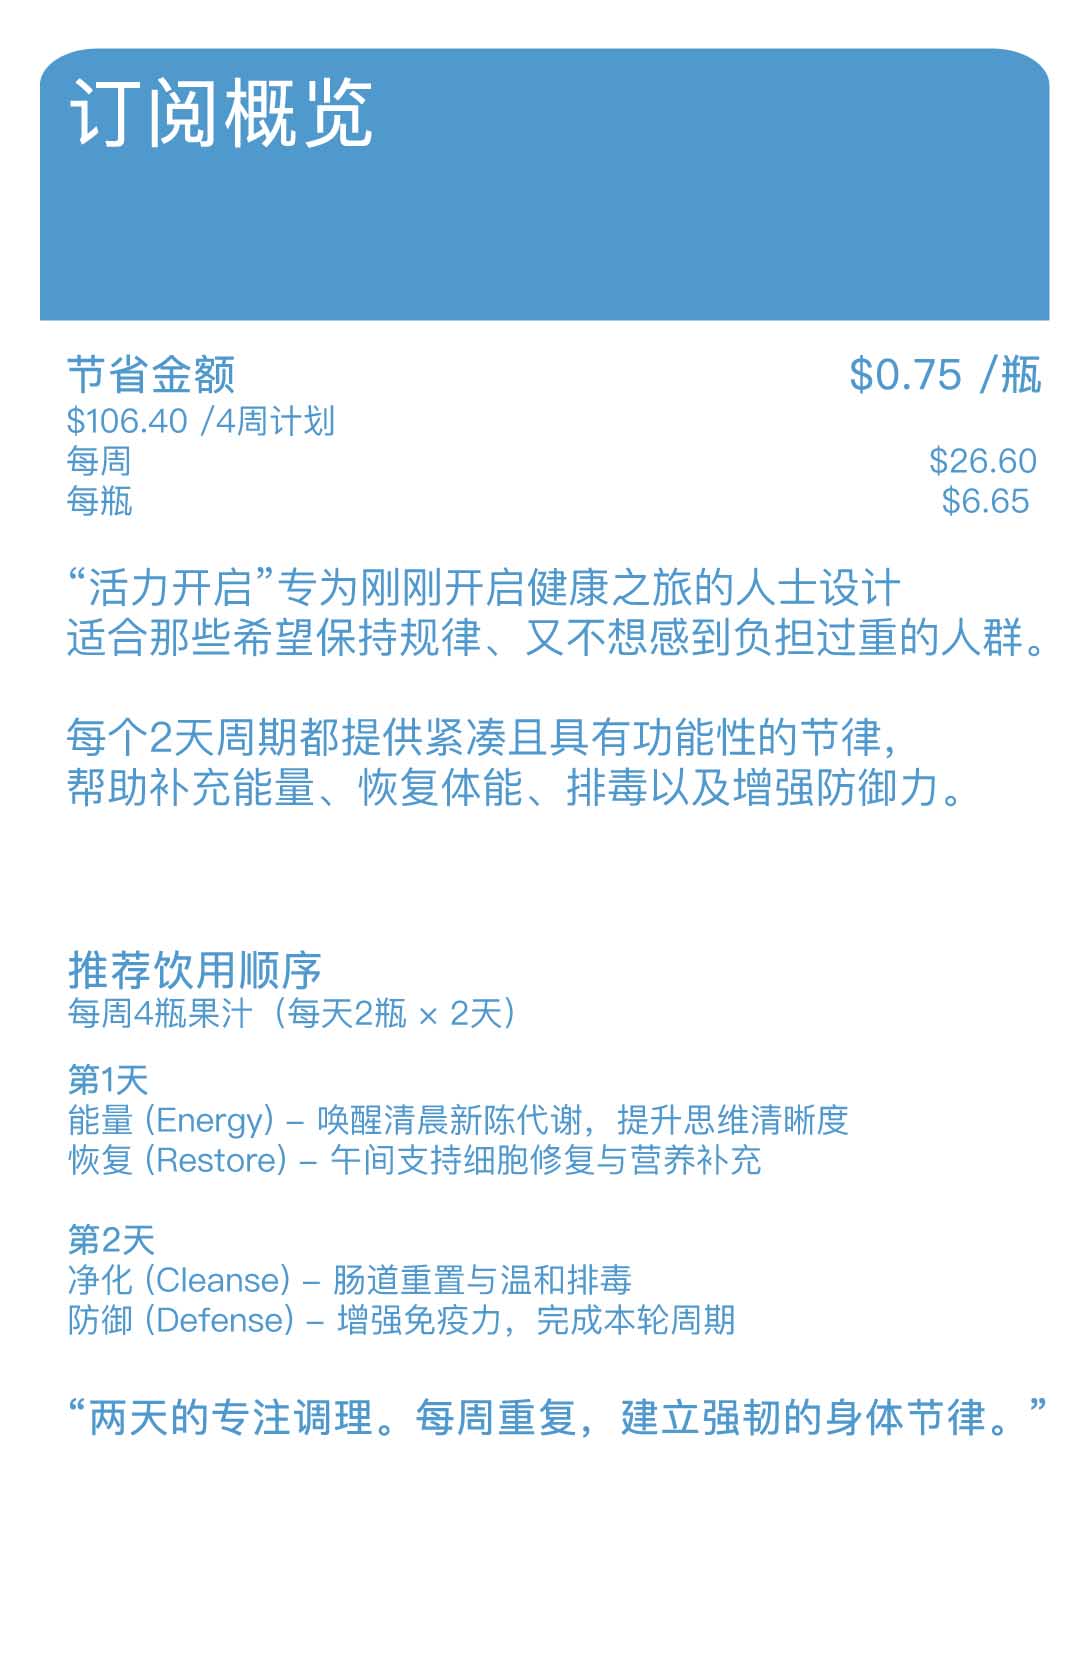 订阅概览
节省金额 $0.75 /瓶
$106.40 /4周计划
每周 $26.60
每瓶 $6.65
“活力开启”专为刚刚开启健康之旅的人士设计
适合那些希望保持规律、又不想感到负担过重的人群。
每个2天周期都提供紧凑且具有功能性的节律，
帮助补充能量、恢复体能、排毒以及增强防御力。
推荐饮用顺序
每周4瓶果汁（每天2瓶 × 2天）
第1天
能量 (Energy) – 唤醒清晨新陈代谢，提升思维清晰度
恢复 (Restore) – 午间支持细胞修复与营养补充
第2天
净化 (Cleanse) – 肠道重置与温和排毒
防御 (Defense) – 增强免疫力，完成本轮周期
“两天的专注调理。每周重复，建立强韧的身体节律。”